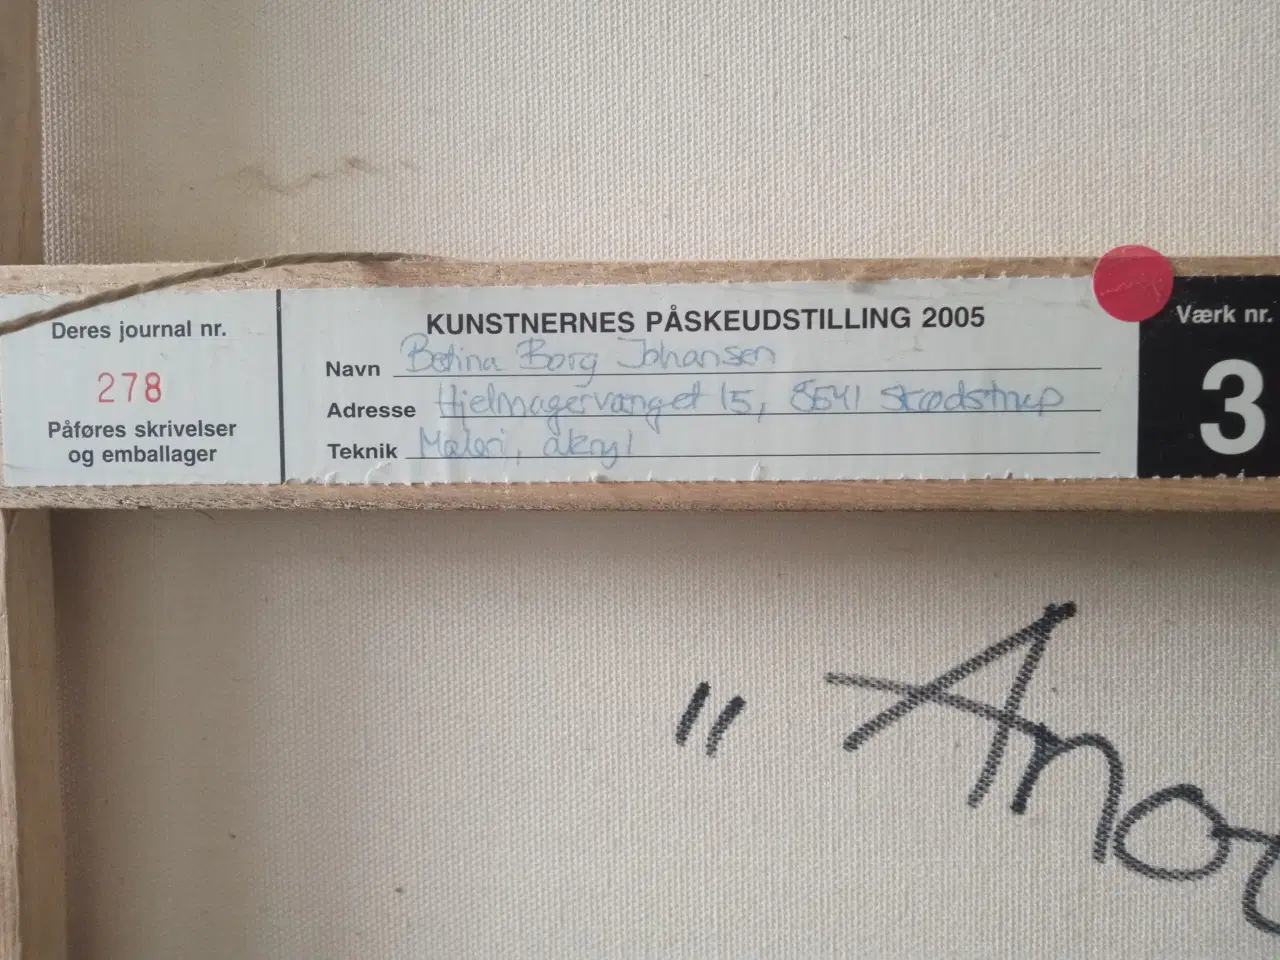 Deres journal nr.
278
Påføres skrivelser
og emballager
KUNSTNERNES PÅSKEUDSTILLING 2005
Navn Betina Borg Johansen
Adresse Hjelmagervænget 15, 8541 Skødstrup
Teknik Maleri, akryl
Værk nr.
3
" Ano